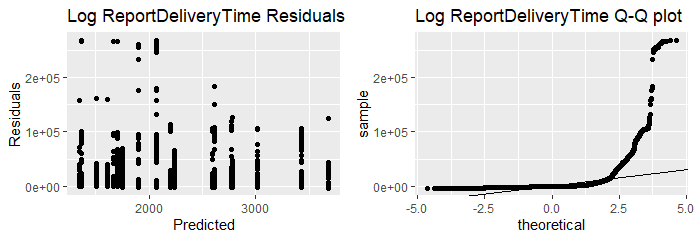 Log ReportDeliveryTime Residuals
2e+05
1e+05
0e+00
Residuals
2000
3000
Predicted
Log ReportDeliveryTime Q-Q plot
2e+05
1e+05
0e+00
sample
-5.0
-2.5
0.0
2.5
5.0
theoretical